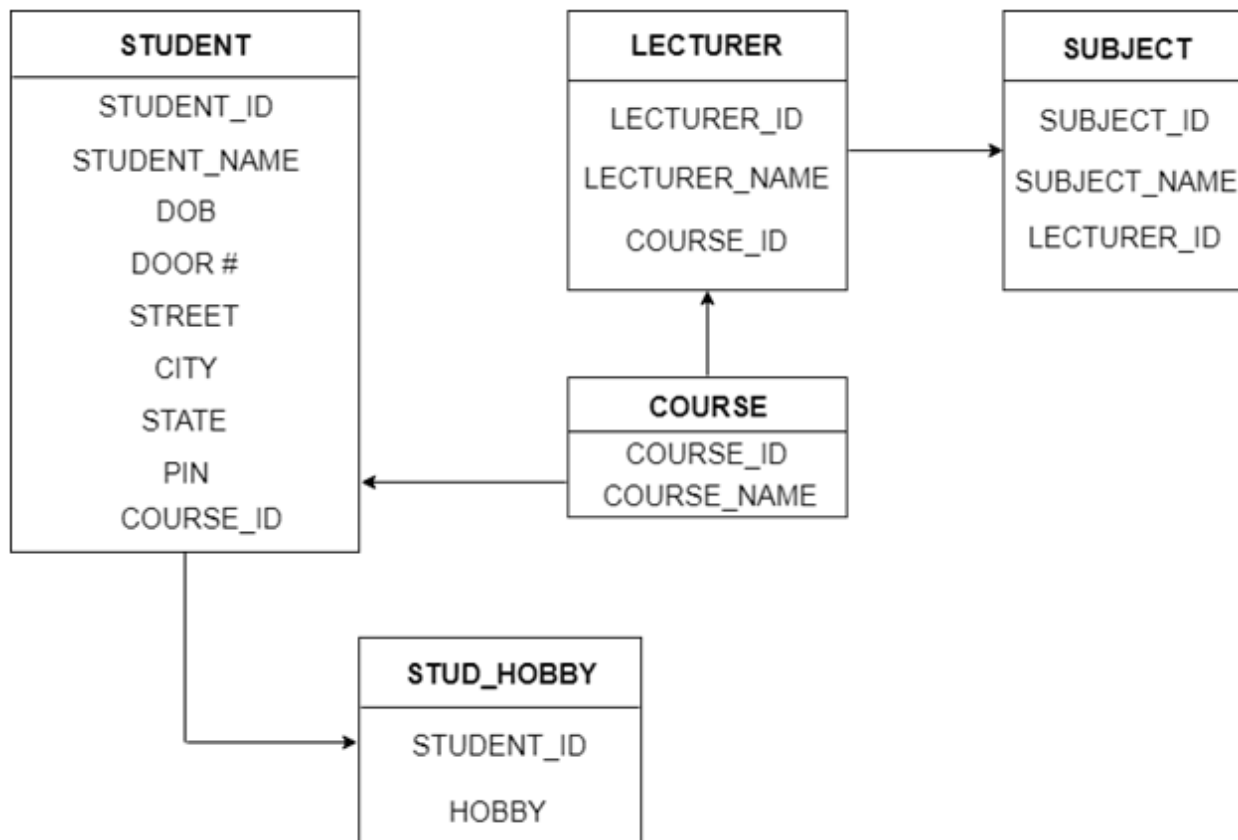 STUDENT
STUDENT_ID
STUDENT_NAME
DOB
DOOR #
STREET
CITY
STATE
PIN
COURSE_ID
LECTURER
LECTURER_ID
LECTURER_NAME
COURSE_ID
SUBJECT
SUBJECT_ID
SUBJECT_NAME
LECTURER_ID
COURSE
COURSE_ID
COURSE_NAME
STUD_HOBBY
STUDENT_ID
HOBBY